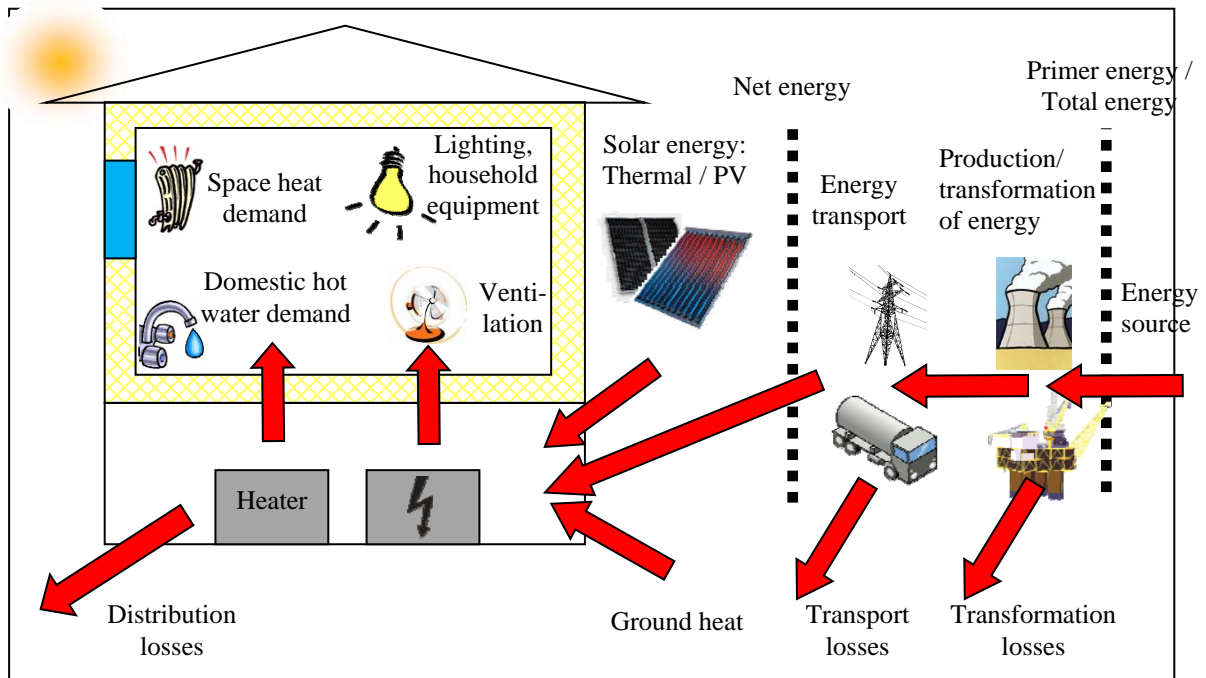 Primer energy /
Total energy
Net energy
Solar energy:
Thermal / PV
Lighting,
household
equipment
Space heat
demand
Energy
transport
Production/
transformation
of energy
Domestic hot
water demand
Venti-
lation
Energy
source
Heater
Distribution
losses
Ground heat
Transport
losses
Transformation
losses